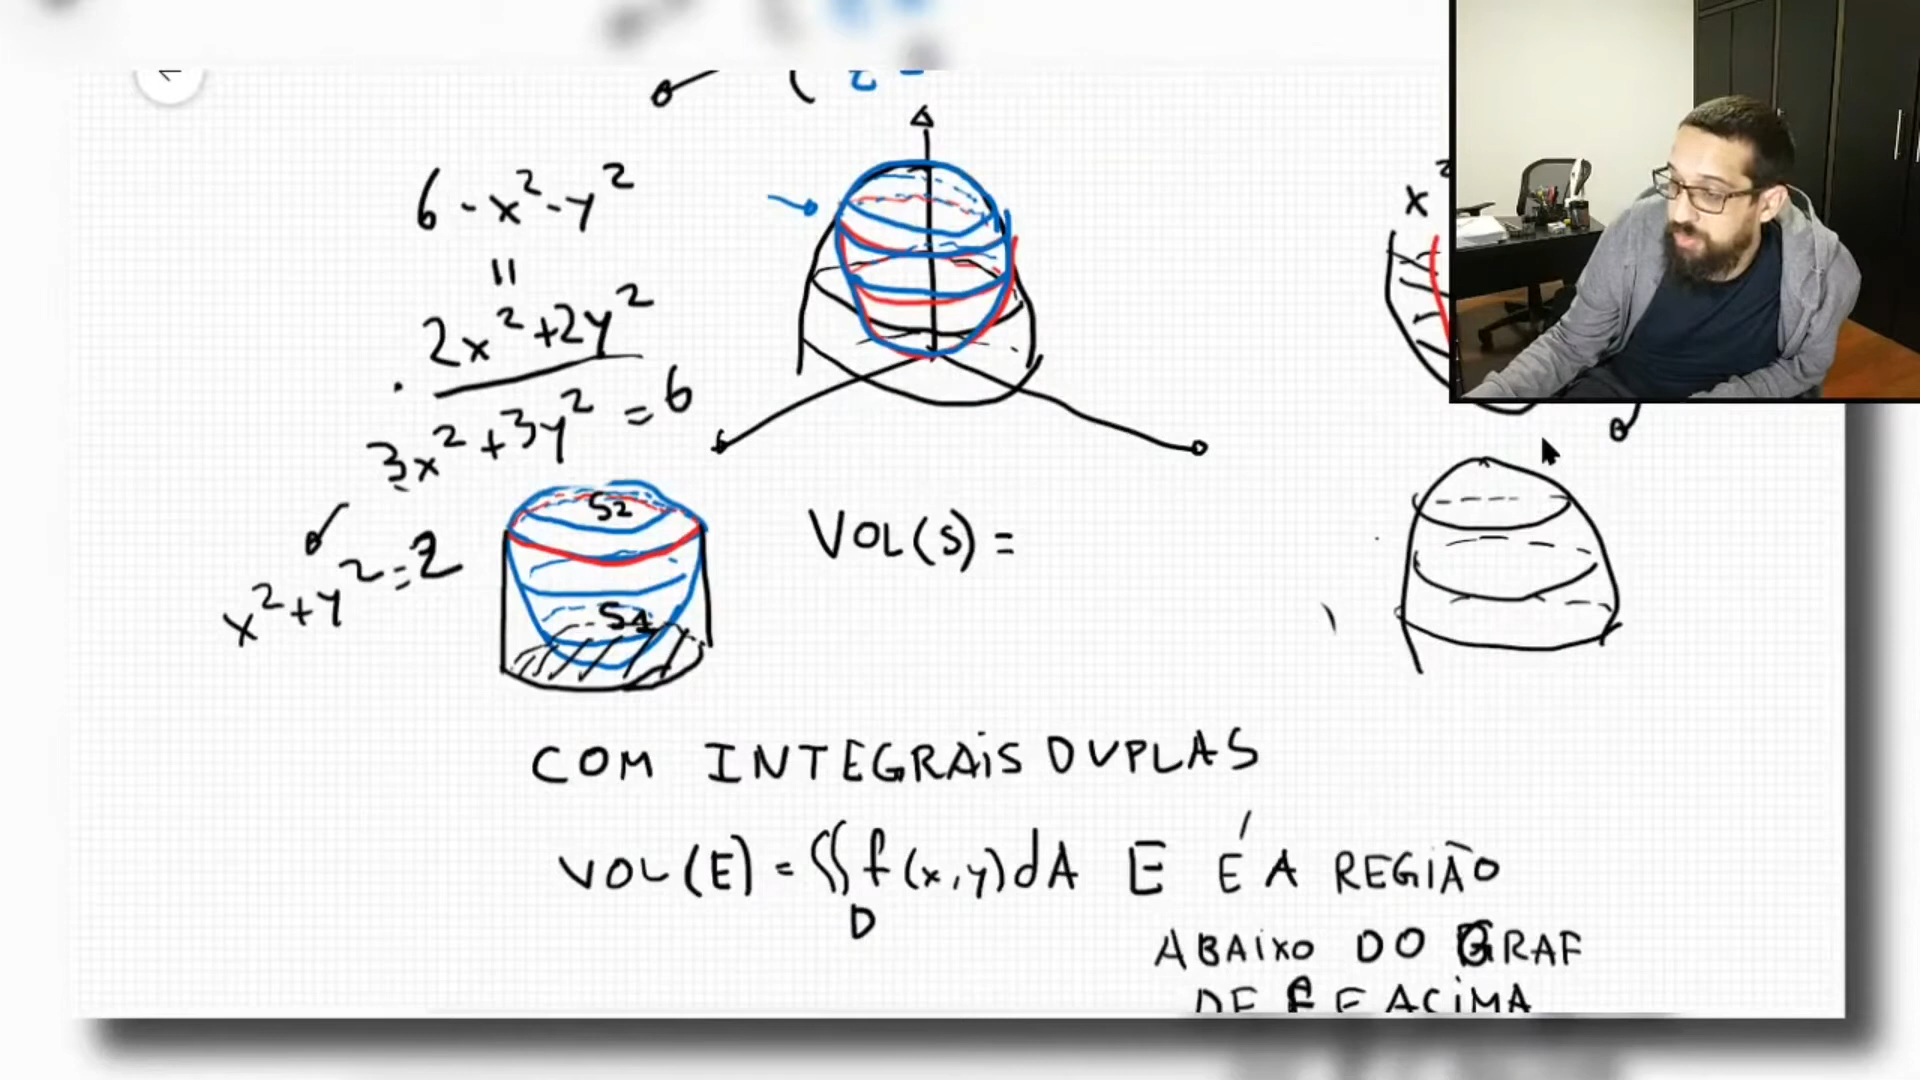 6 - x² - y²
=
2x² + 2y²
3x² + 3y² = 6
x² + y² = 2
x²
S2
S1
VOL(S) =
COM INTEGRAIS DUPLAS
VOL(E) = ∬ f(x,y)dA E É A REGIÃO
D
ABAIXO DO GRAF
DE F E ACIMA